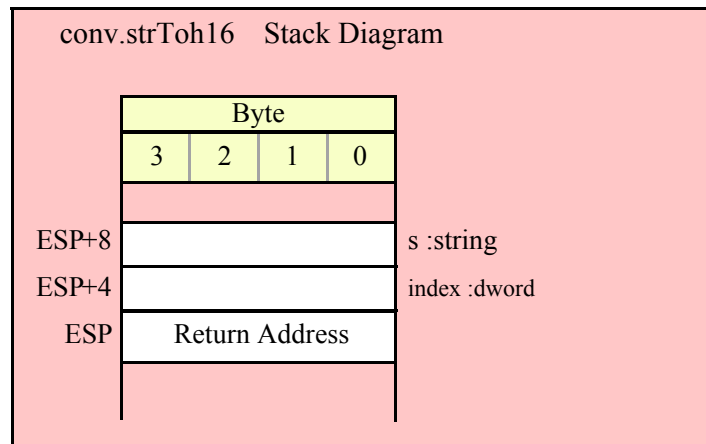 conv.strToh16 Stack Diagram
Byte
3 2 1 0
ESP+8 s :string
ESP+4 index :dword
ESP Return Address